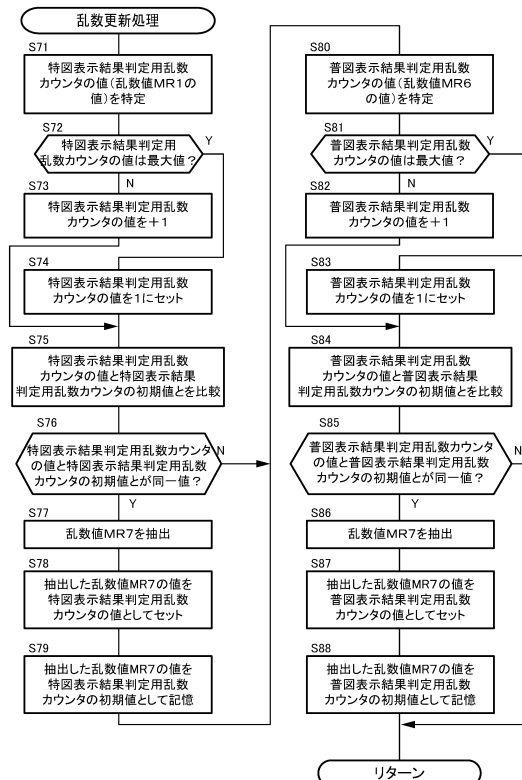 乱数更新処理
S71
特図表示結果判定用乱数
カウンタの値(乱数値MR1の
値)を特定
S72
特図表示結果判定用
乱数カウンタの値は最大値?
Y
N
S73
特図表示結果判定用乱数
カウンタの値を+1
S74
特図表示結果判定用乱数
カウンタの値を1にセット
S75
特図表示結果判定用乱数
カウンタの値と特図表示結果
判定用乱数カウンタの初期値とを比較
S76
特図表示結果判定用乱数カウンタ
の値と特図表示結果判定用乱数
カウンタの初期値とが同一値?
N
Y
S77
乱数値MR7を抽出
S78
抽出した乱数値MR7の値を
特図表示結果判定用乱数
カウンタの値としてセット
S79
抽出した乱数値MR7の値を
特図表示結果判定用乱数
カウンタの初期値として記憶
S80
普図表示結果判定用乱数
カウンタの値(乱数値MR6
の値)を特定
S81
普図表示結果判定用乱数
カウンタの値は最大値?
Y
N
S82
普図表示結果判定用乱数
カウンタの値を+1
S83
普図表示結果判定用乱数
カウンタの値を1にセット
S84
普図表示結果判定用乱数
カウンタの値と普図表示結果
判定用乱数カウンタの初期値とを比較
S85
普図表示結果判定用乱数カウンタ
の値と普図表示結果判定用乱数
カウンタの初期値とが同一値?
N
Y
S86
乱数値MR7を抽出
S87
抽出した乱数値MR7の値を
普図表示結果判定用乱数
カウンタの値としてセット
S88
抽出した乱数値MR7の値を
普図表示結果判定用乱数
カウンタの初期値として記憶
リターン